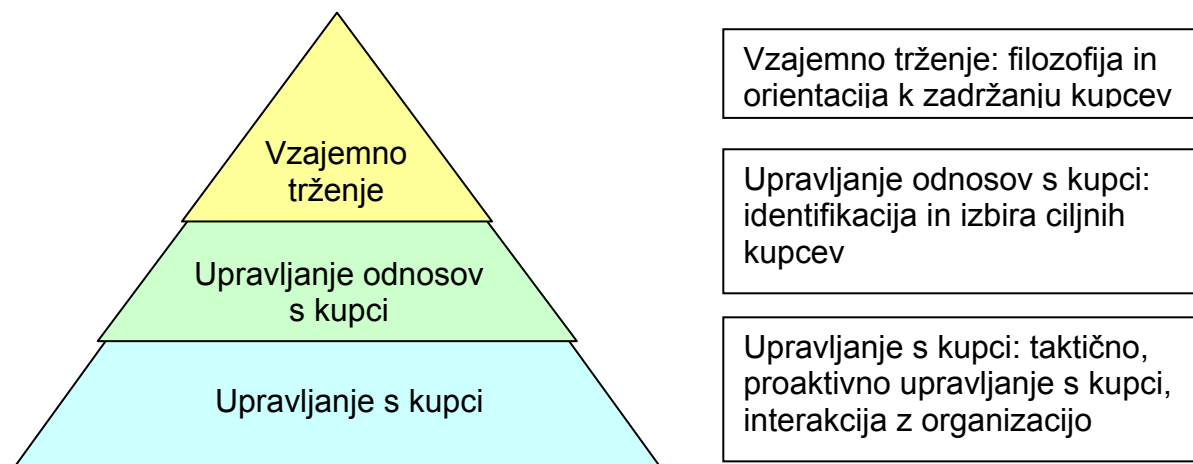 Vzajemno
trženje
Upravljanje odnosov
s kupci
Upravljanje s kupci
Vzajemno trženje: filozofija in
orientacija k zadržanju kupcev
Upravljanje odnosov s kupci:
identifikacija in izbira ciljnih
kupcev
Upravljanje s kupci: taktično,
proaktivno upravljanje s kupci,
interakcija z organizacijo